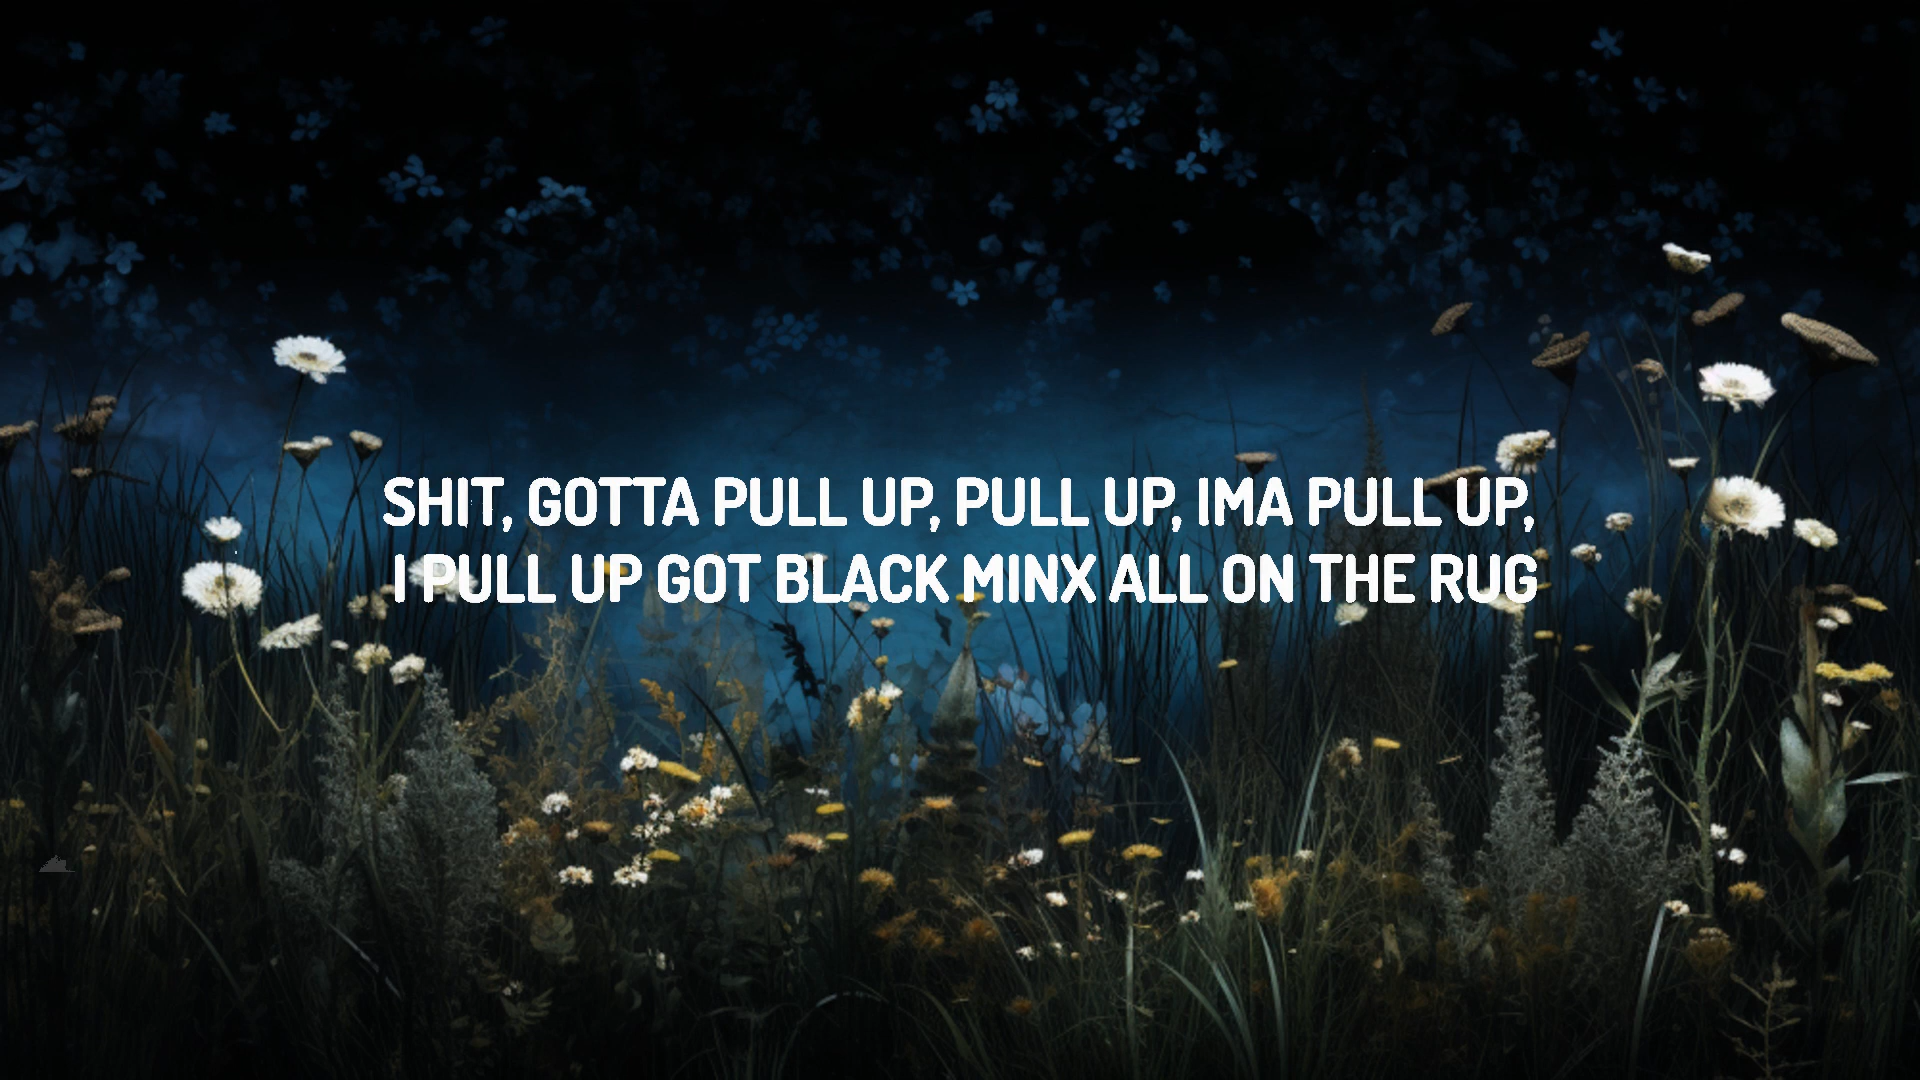 SHIT, GOTTA PULL UP, PULL UP, IMA PULL UP,
I PULL UP GOT BLACK MINX ALL ON THE RUG